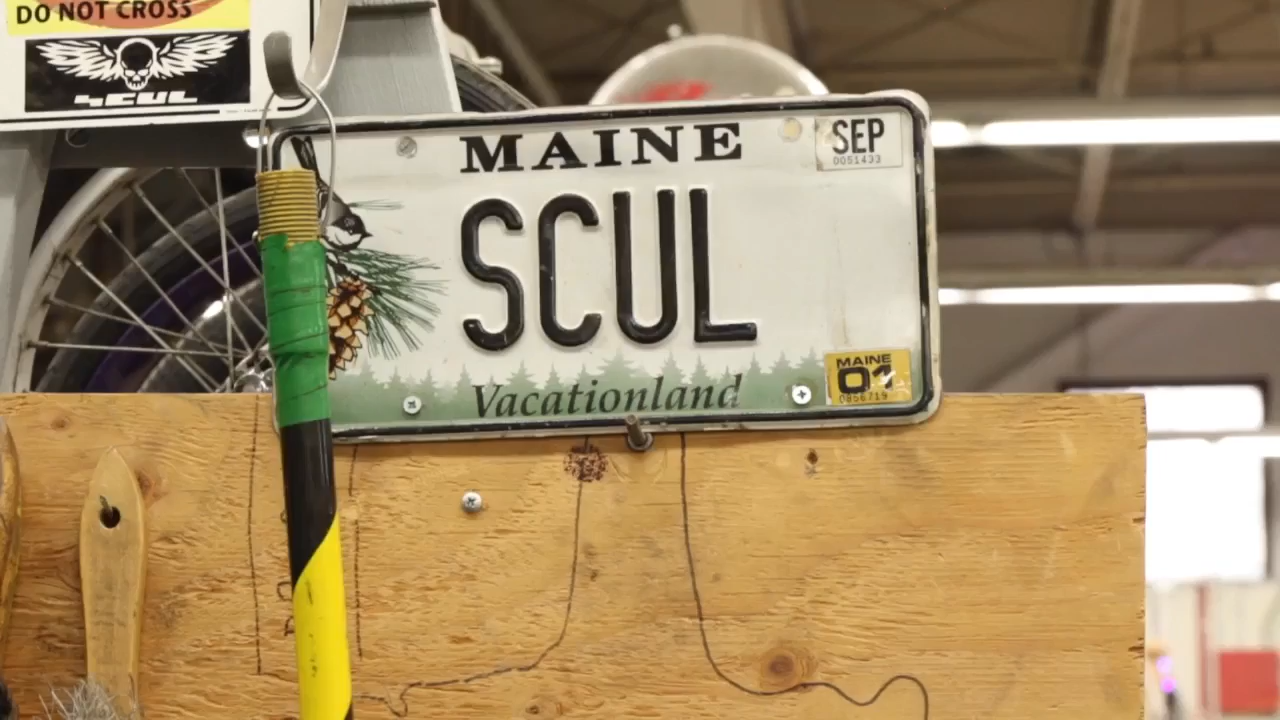 DO NOT CROSS
SCUL
MAINE
SEP
0051433
SCUL
MAINE
01
0856719
Vacationland